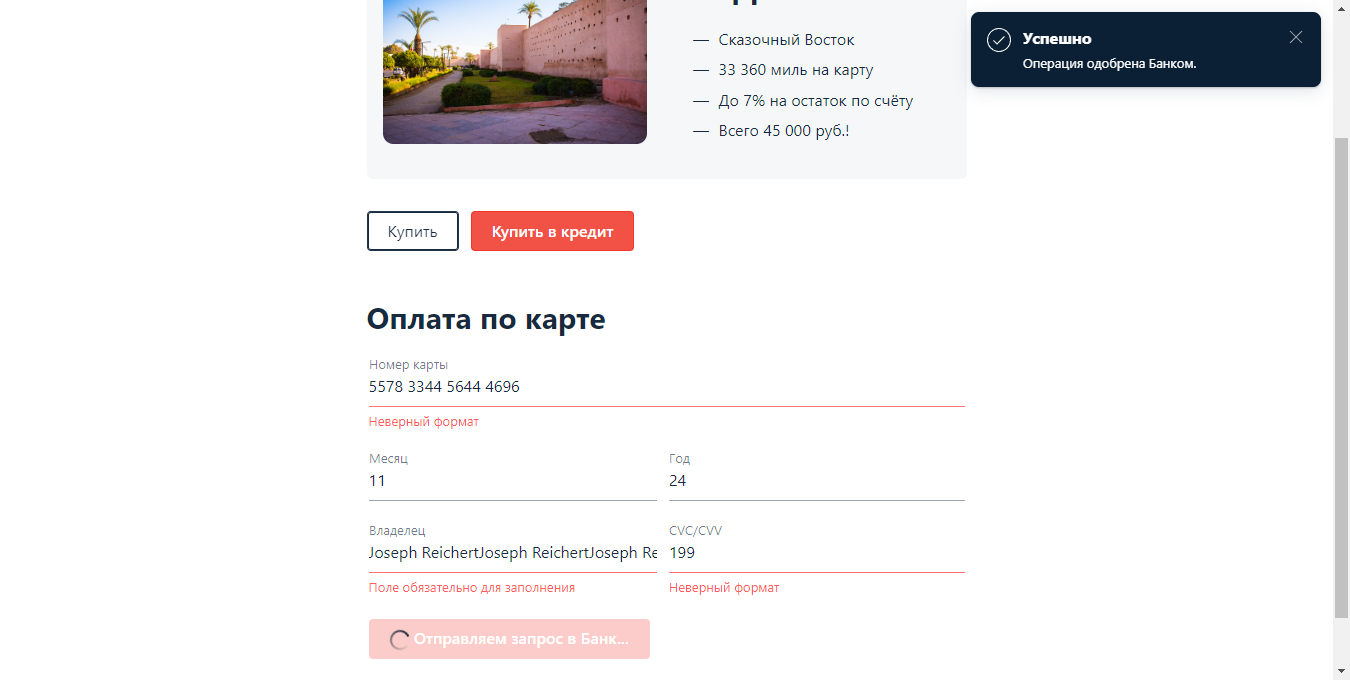 Успешно
Операция одобрена Банком.
— Сказочный Восток
— 33 360 миль на карту
— До 7% на остаток по счёту
— Всего 45 000 руб.!
Купить
Купить в кредит
Оплата по карте
Номер карты
5578 3344 5644 4696
Неверный формат
Месяц
Год
11
24
Владелец
CVC/CVV
Joseph ReichertJoseph ReichertJoseph Re
199
Поле обязательно для заполнения
Неверный формат
Отправляем запрос в Банк...